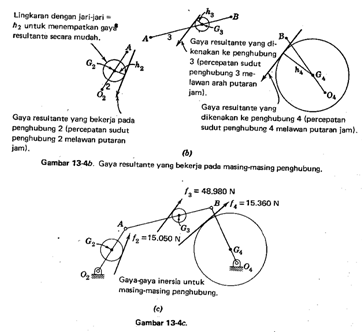 Lingkaran dengan jari-jari =
h₂ untuk menempatkan gaya
resultante secara mudah.
A
3
h₃
B
G₃
Gaya resultante yang di-
kenakan ke penghubung
3 (percepatan sudut
penghubung 3 me-
lawan arah putaran
jam).
B
h₄
G₄
O₄
A
G₂
h₂
2
O₂
Gaya resultante yang bekerja pada
penghubung 2 (percepatan sudut
penghubung 2 melawan putaran
jam).
Gaya resultante yang
dikenakan ke penghubung 4 (percepatan
sudut penghubung 4 melawan putaran
jam).
(b)
Gambar 13-4b. Gaya resultante yang bekerja pada masing-masing penghubung.
f₃ = 48.980 N
B
f₄ = 15.360 N
A
G₃
G₂
f₂ = 15.050 N
G₄
O₂
O₄
Gaya-gaya inersia untuk
masing-masing penghubung.
(c)
Gambar 13-4c.